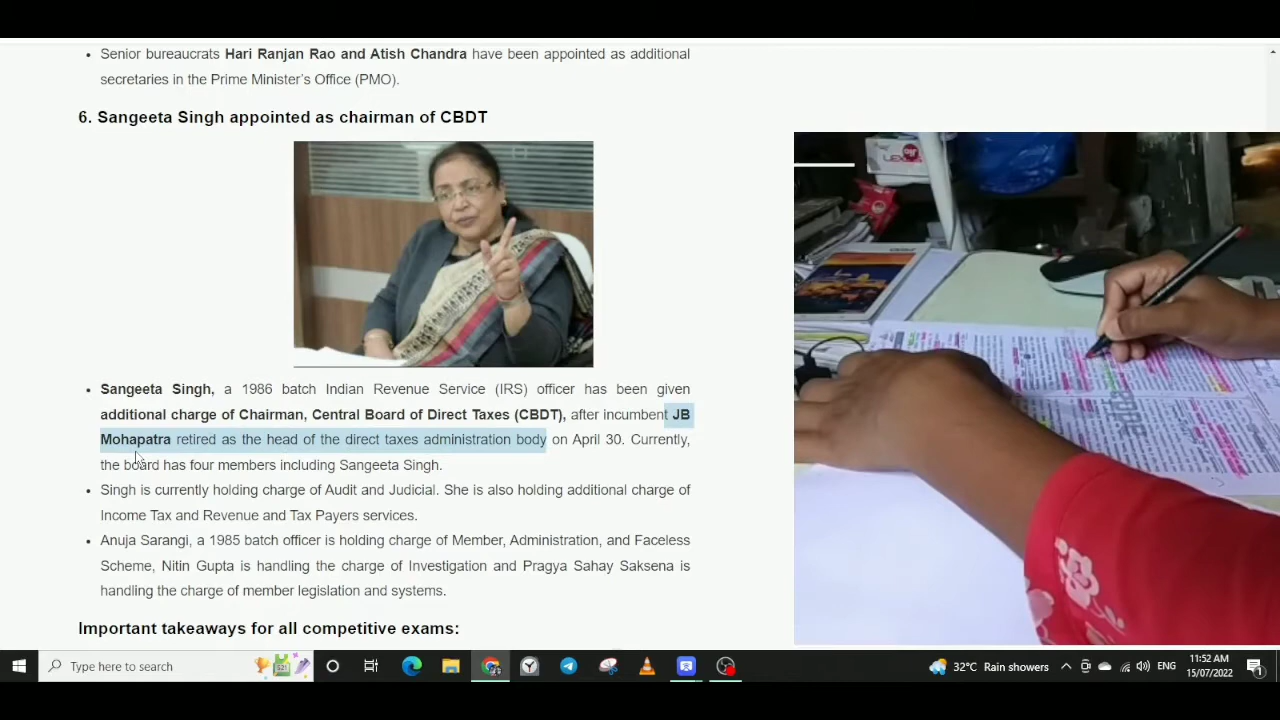 Senior bureaucrats Hari Ranjan Rao and Atish Chandra have been appointed as additional
secretaries in the Prime Minister's Office (PMO).
6. Sangeeta Singh appointed as chairman of CBDT
Sangeeta Singh, a 1986 batch Indian Revenue Service (IRS) officer has been given
additional charge of Chairman, Central Board of Direct Taxes (CBDT), after incumbent JB
Mohapatra retired as the head of the direct taxes administration body on April 30. Currently,
the board has four members including Sangeeta Singh.
Singh is currently holding charge of Audit and Judicial. She is also holding additional charge of
Income Tax and Revenue and Tax Payers services.
Anuja Sarangi, a 1985 batch officer is holding charge of Member, Administration, and Faceless
Scheme, Nitin Gupta is handling the charge of Investigation and Pragya Sahay Saksena is
handling the charge of member legislation and systems.
Important takeaways for all competitive exams:
Type here to search
32°C Rain showers
ENG
11:52 AM
15/07/2022